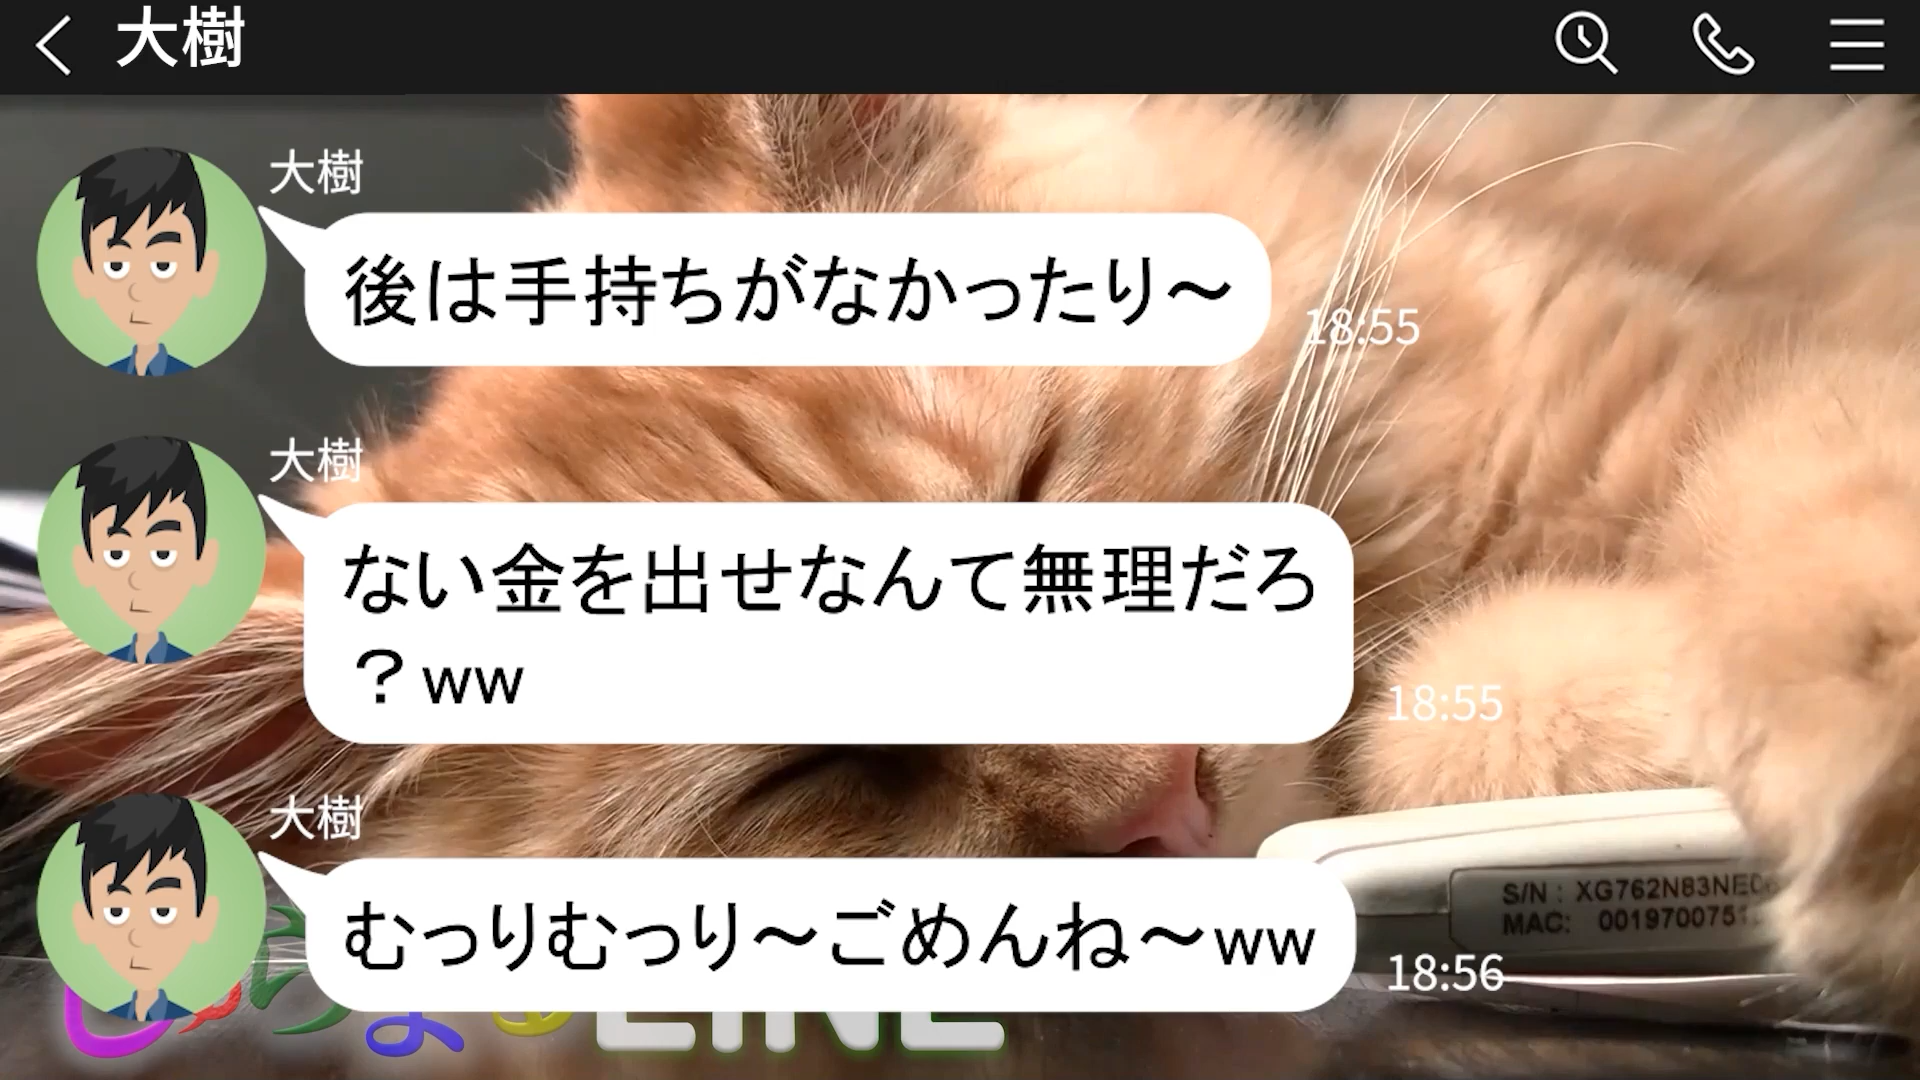 大樹
大樹
後は手持ちがなかったり～
18:55
大樹
ない金を出せなんて無理だろ
？ww
18:55
大樹
むっりむっり～ごめんね～ww
18:56
S/N : XG762N83NE
MAC: 001970075
LINE